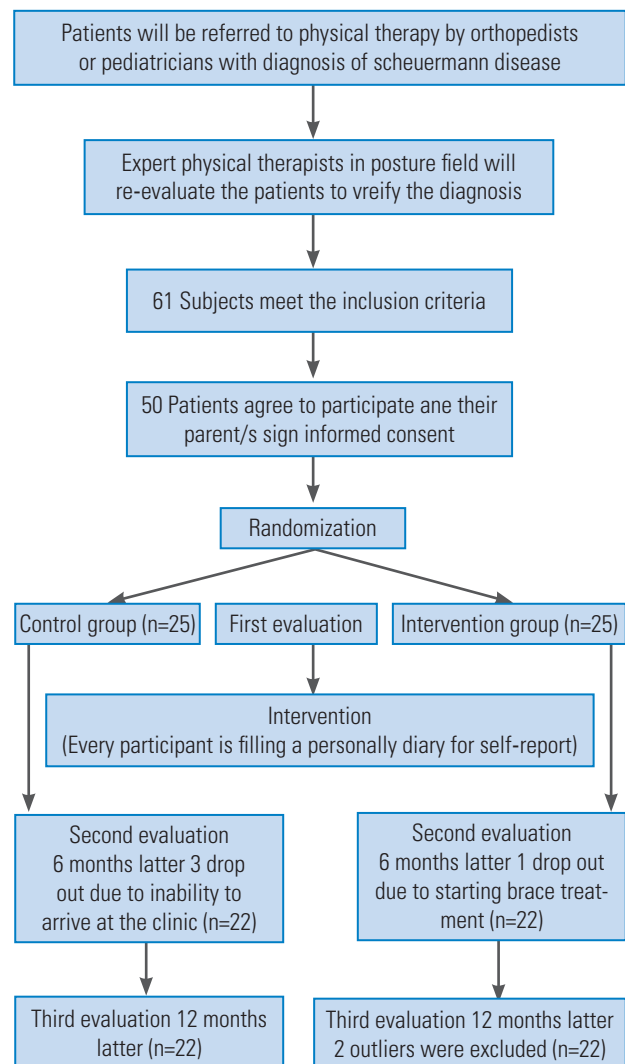 Patients will be referred to physical therapy by orthopedists
or pediatricians with diagnosis of scheuermann disease
Expert physical therapists in posture field will
re-evaluate the patients to vreify the diagnosis
61 Subjects meet the inclusion criteria
50 Patients agree to participate ane their
parent/s sign informed consent
Randomization
Control group (n=25)
First evaluation
Intervention group (n=25)
Intervention
(Every participant is filling a personally diary for self-report)
Second evaluation
6 months latter 3 drop
out due to inability to
arrive at the clinic (n=22)
Second evaluation
6 months latter 1 drop out
due to starting brace treat-
ment (n=22)
Third evaluation 12 months
latter (n=22)
Third evaluation 12 months latter
2 outliers were excluded (n=22)